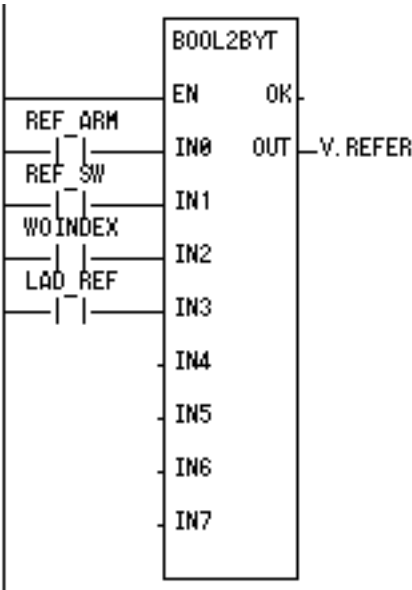 BOOL2BYT
EN OK
REF_ARM
IN0 OUT V.REFER
REF_SW
IN1
WOINDEX
IN2
LAD_REF
IN3
IN4
IN5
IN6
IN7